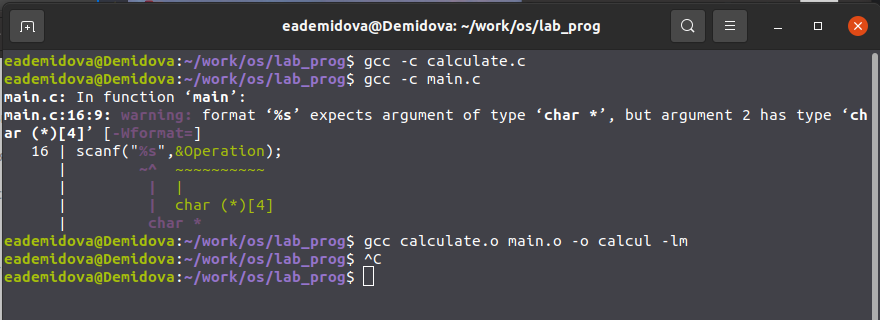 eademidova@Demidova: ~/work/os/lab_prog
eademidova@Demidova:~/work/os/lab_prog$ gcc -c calculate.c
eademidova@Demidova:~/work/os/lab_prog$ gcc -c main.c
main.c: In function ‘main’:
main.c:16:9: warning: format ‘%s’ expects argument of type ‘char *’, but argument 2 has type ‘ch
ar (*)[4]’ [-Wformat=]
   16 | scanf("%s",&Operation);
      |        ~^  ~~~~~~~~~~
      |         |  |
      |         |  char (*)[4]
      |         char *
eademidova@Demidova:~/work/os/lab_prog$ gcc calculate.o main.o -o calcul -lm
eademidova@Demidova:~/work/os/lab_prog$ ^C
eademidova@Demidova:~/work/os/lab_prog$